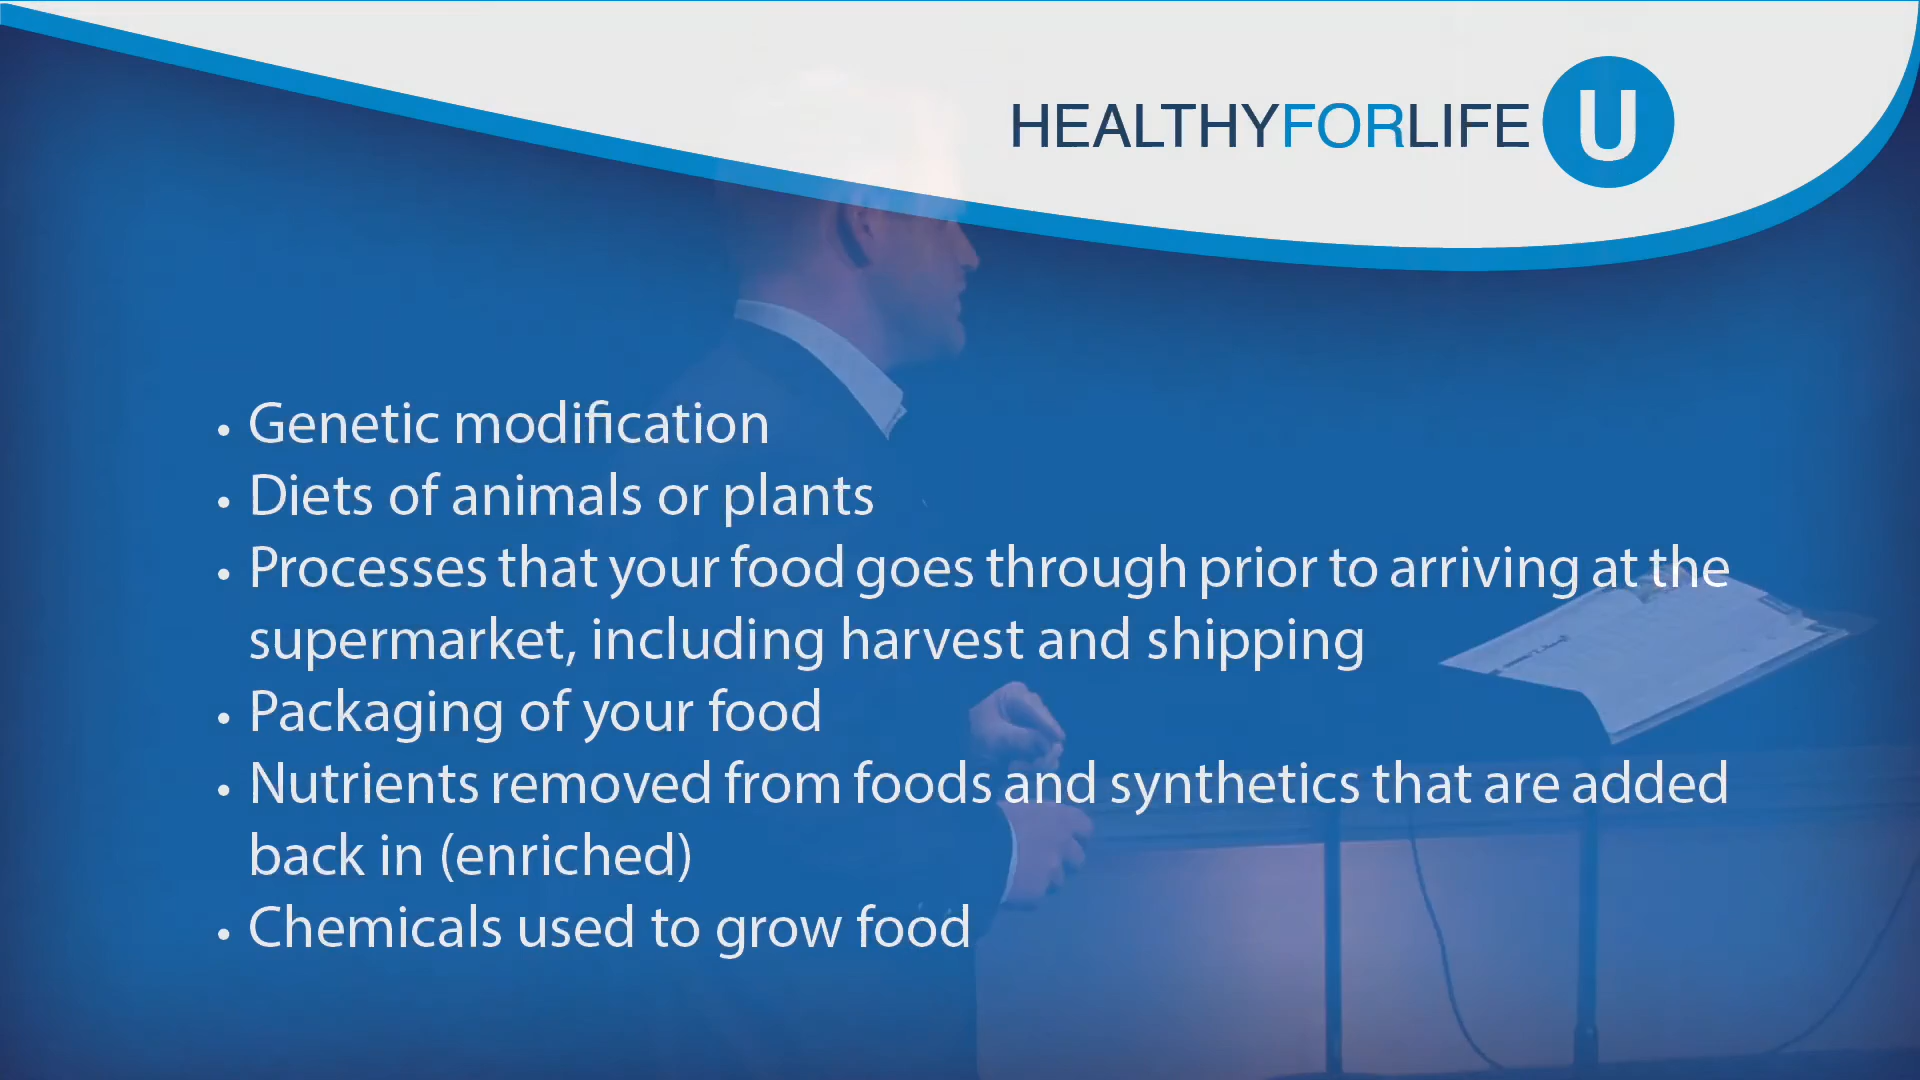 HEALTHYFORLIFE U
• Genetic modification
• Diets of animals or plants
• Processes that your food goes through prior to arriving at the
supermarket, including harvest and shipping
• Packaging of your food
• Nutrients removed from foods and synthetics that are added
back in (enriched)
• Chemicals used to grow food